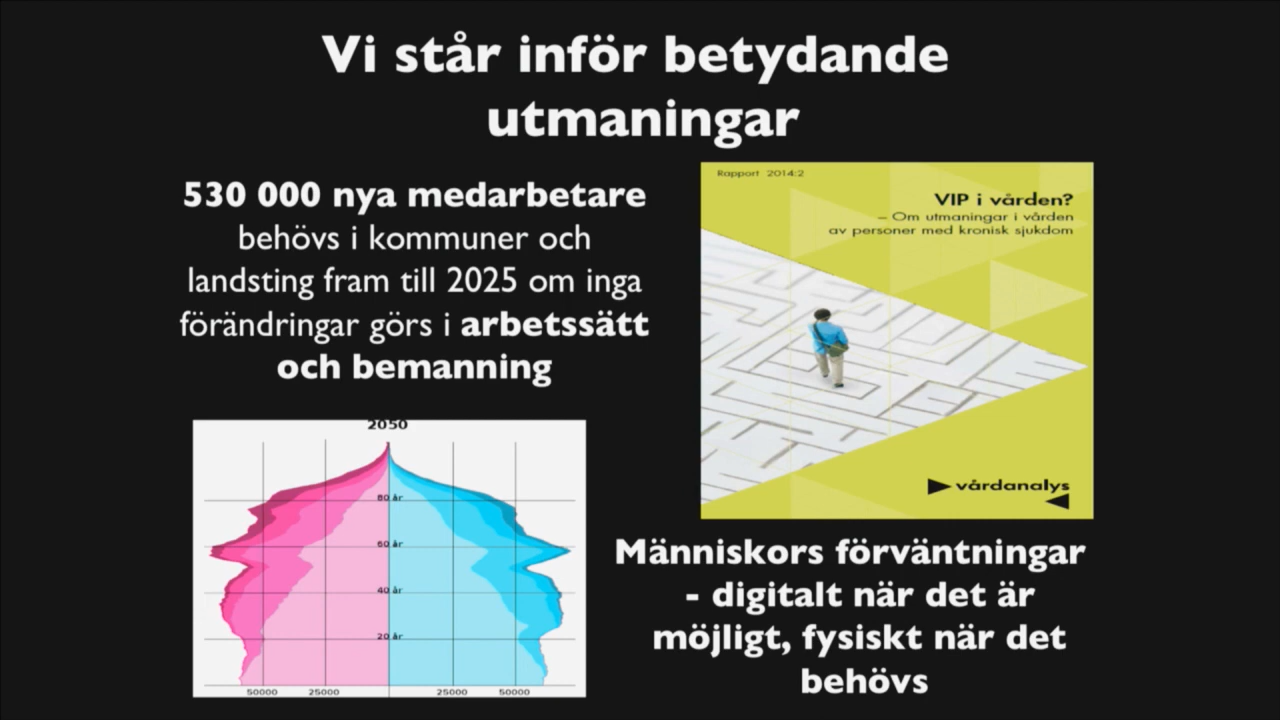 Vi står inför betydande
utmaningar
530 000 nya medarbetare
behövs i kommuner och
landsting fram till 2025 om inga
förändringar görs i arbetssätt
och bemanning
Rapport 2014:2
VIP i vården?
– Om utmaningar i vården
av personer med kronisk sjukdom
vårdanalys
2050
80 år
60 år
40 år
20 år
50000 25000 25000 50000
Människors förväntningar
- digitalt när det är
möjligt, fysiskt när det
behövs